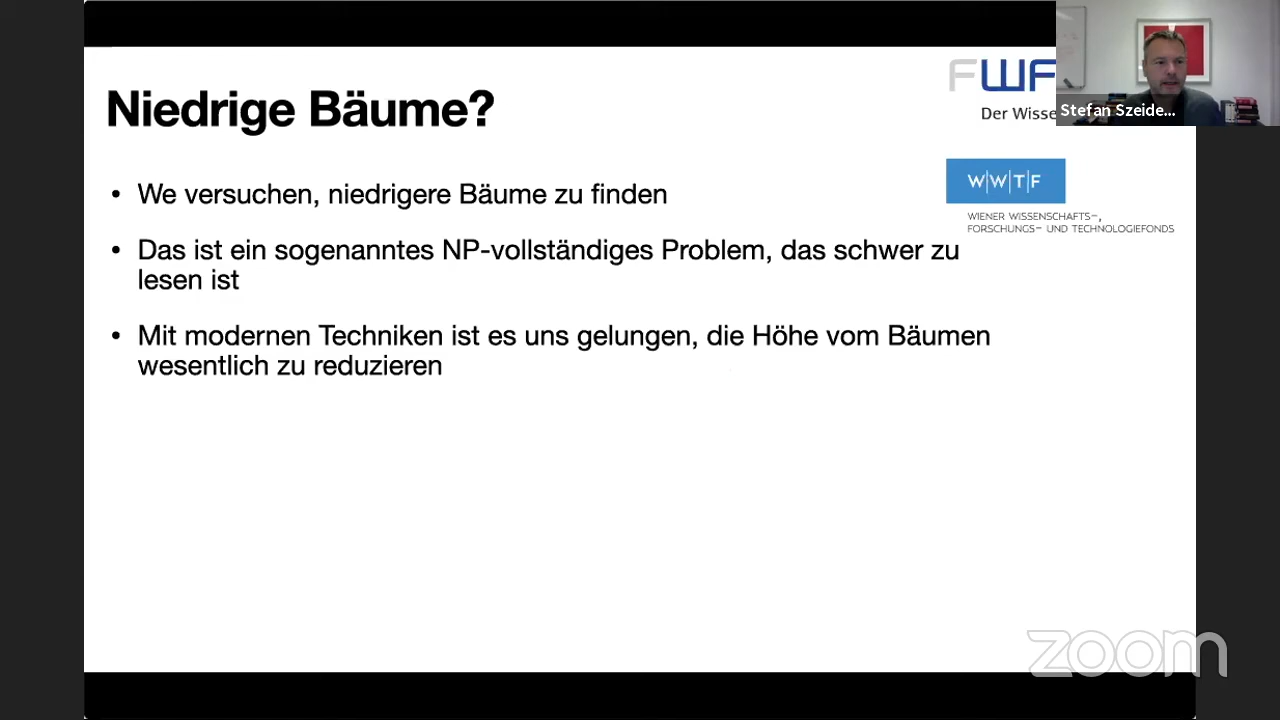 Niedrige Bäume?
FWF
Der Wisse
Stefan Szeide...
W|W|T|F
WIENER WISSENSCHAFTS-,
FORSCHUNGS- UND TECHNOLOGIEFONDS
• We versuchen, niedrigere Bäume zu finden
• Das ist ein sogenanntes NP-vollständiges Problem, das schwer zu
lesen ist
• Mit modernen Techniken ist es uns gelungen, die Höhe vom Bäumen
wesentlich zu reduzieren
zoom